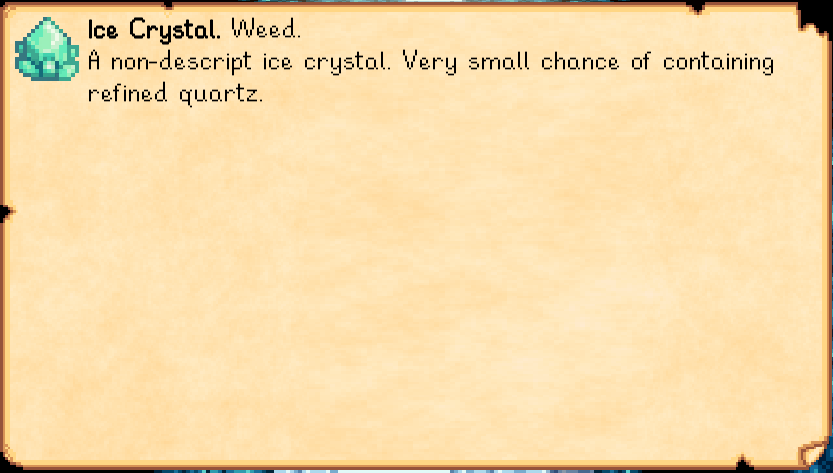 Ice Crystal. Weed.
A non-descript ice crystal. Very small chance of containing
refined quartz.